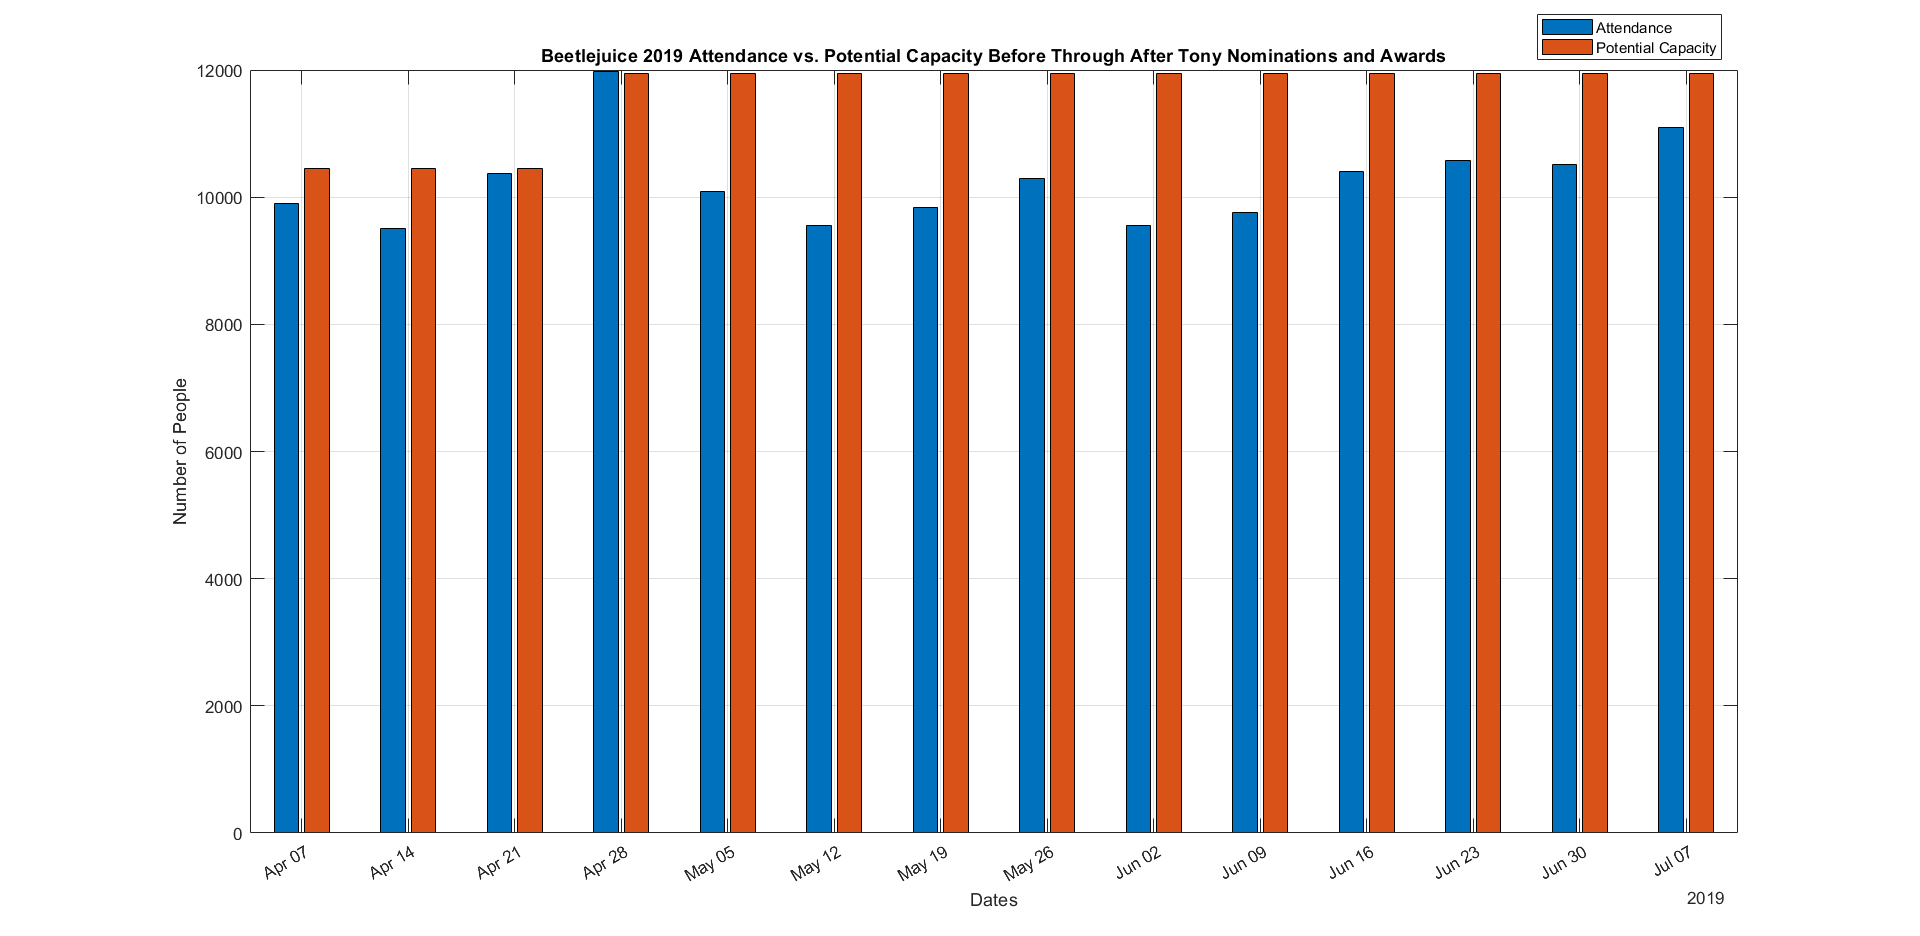 Attendance
Potential Capacity
Beetlejuice 2019 Attendance vs. Potential Capacity Before Through After Tony Nominations and Awards
12000
10000
8000
6000
4000
2000
0
Number of People
Apr 07
Apr 14
Apr 21
Apr 28
May 05
May 12
May 19
May 26
Jun 02
Jun 09
Jun 16
Jun 23
Jun 30
Jul 07
Dates
2019